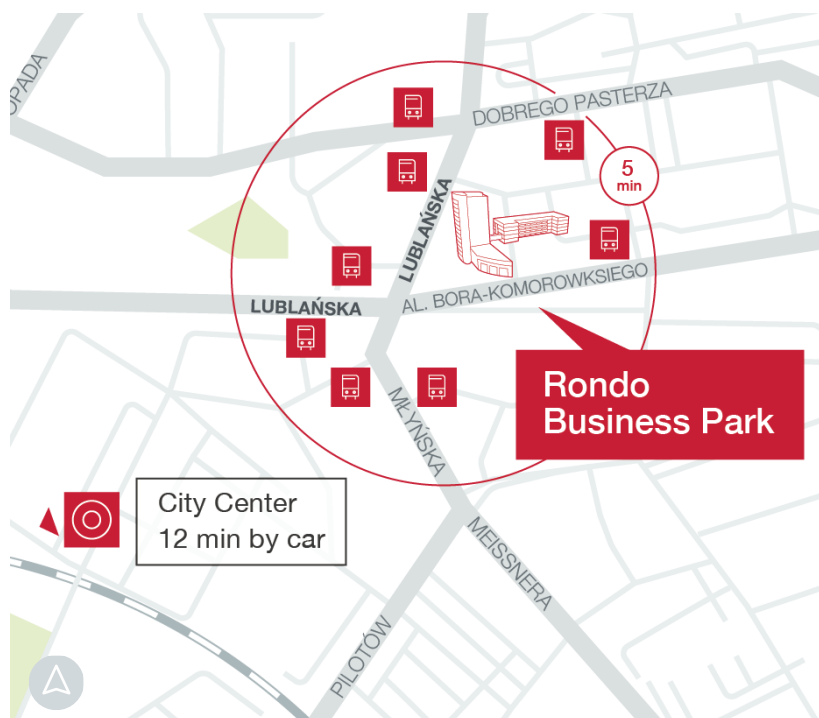 OPADA
DOBREGO PASTERZA
5
min
LUBLAŃSKA
LUBLAŃSKA
AL. BORA-KOMOROWKSIEGO
Rondo
Business Park
MŁYŃSKA
City Center
12 min by car
MEISSNERA
PILOTÓW